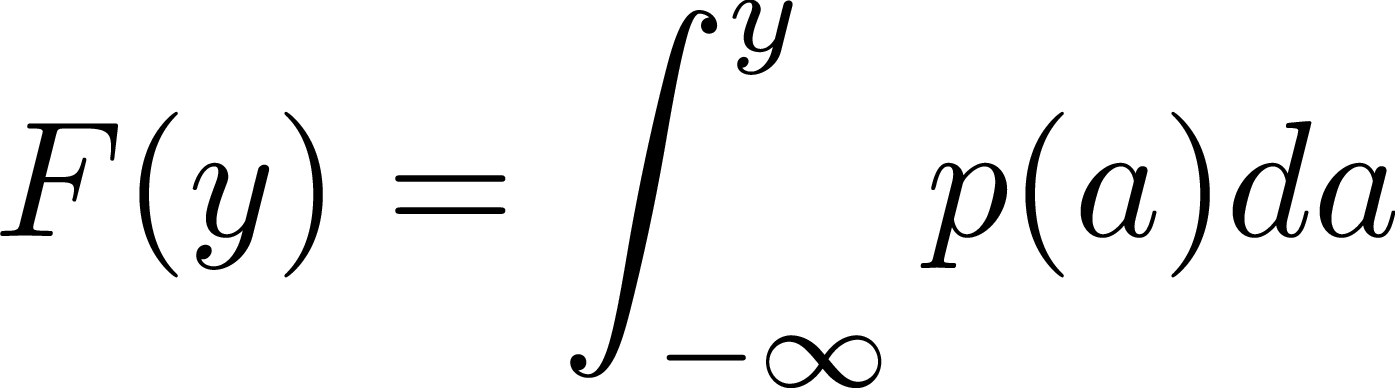 F(y) = ∫_{-∞}^{y} p(a)da